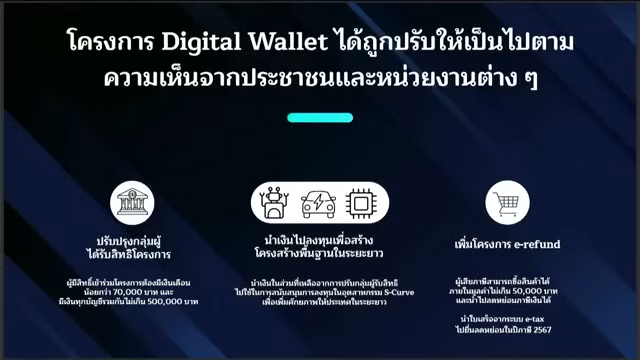 โครงการ Digital Wallet ได้ถูกปรับให้เป็นไปตาม
ความเห็นจากประชาชนและหน่วยงานต่าง ๆ
ปรับปรุงกลุ่มผู้
ได้รับสิทธิโครงการ
ผู้มีสิทธิ์เข้าร่วมโครงการต้องมีเงินเดือน
น้อยกว่า 70,000 บาท และ
มีเงินทุกบัญชีรวมกันไม่เกิน 500,000 บาท
นำเงินไปลงทุนเพื่อสร้าง
โครงสร้างพื้นฐานในระยะยาว
นำเงินในส่วนที่เหลือจากการปรับกลุ่มผู้รับสิทธิ
ไปใช้ในการสนับสนุนการลงทุนในอุตสาหกรรม S-Curve
เพื่อเพิ่มศักยภาพให้ประเทศในระยะยาว
เพิ่มโครงการ e-refund
ผู้เสียภาษีสามารถซื้อสินค้าได้
ภายในมูลค่าไม่เกิน 50,000 บาท
และนำไปลดหย่อนภาษีเงินได้
นำใบเสร็จจากระบบ e-tax
ไปยื่นลดหย่อนในปีภาษี 2567